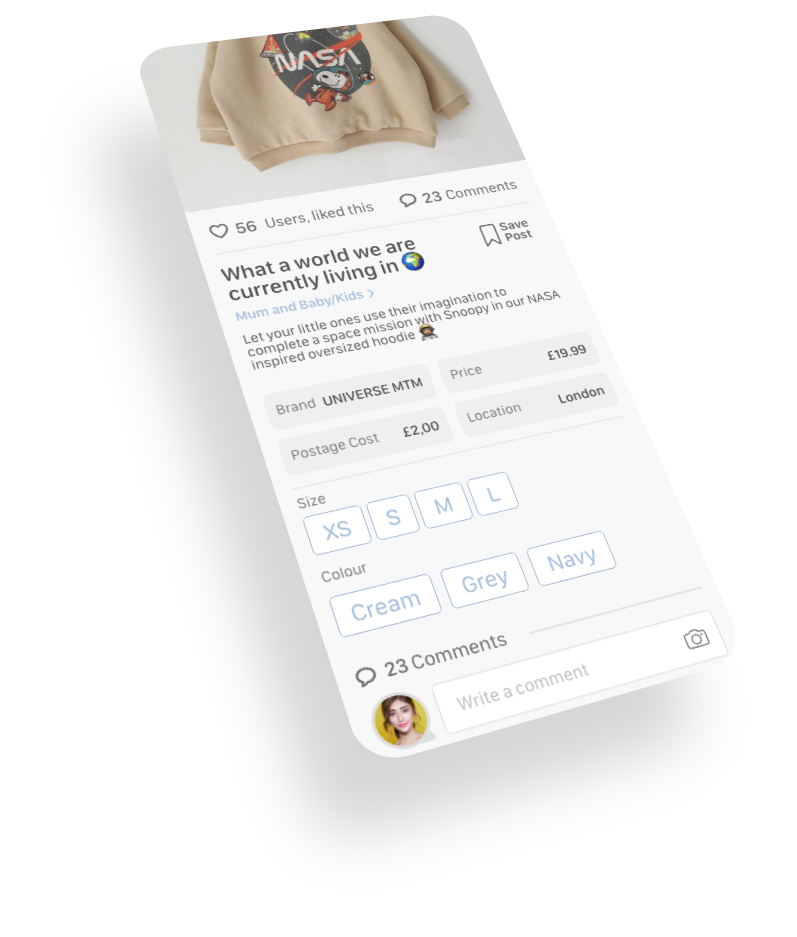 NASA
56 Users, liked this
23 Comments
What a world we are
currently living in 🌍
Save
Post
Mum and Baby/Kids >
Let your little ones use their imagination to
complete a space mission with Snoopy in our NASA
inspired oversized hoodie 👩🏽‍🚀
Brand UNIVERSE MTM
Price £19.99
Postage Cost £2,00
Location London
Size
XS S M L
Colour
Cream Grey Navy
23 Comments
Write a comment